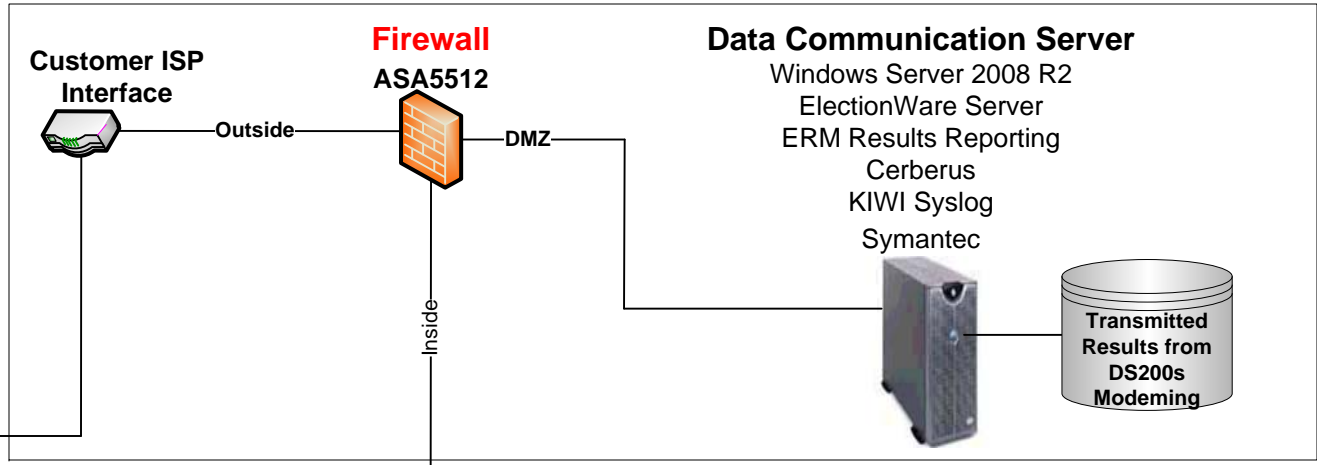 Customer ISP
Interface
Firewall
ASA5512
Data Communication Server
Windows Server 2008 R2
ElectionWare Server
ERM Results Reporting
Cerberus
KIWI Syslog
Symantec
Outside
DMZ
Inside
Transmitted
Results from
DS200s
Modeming